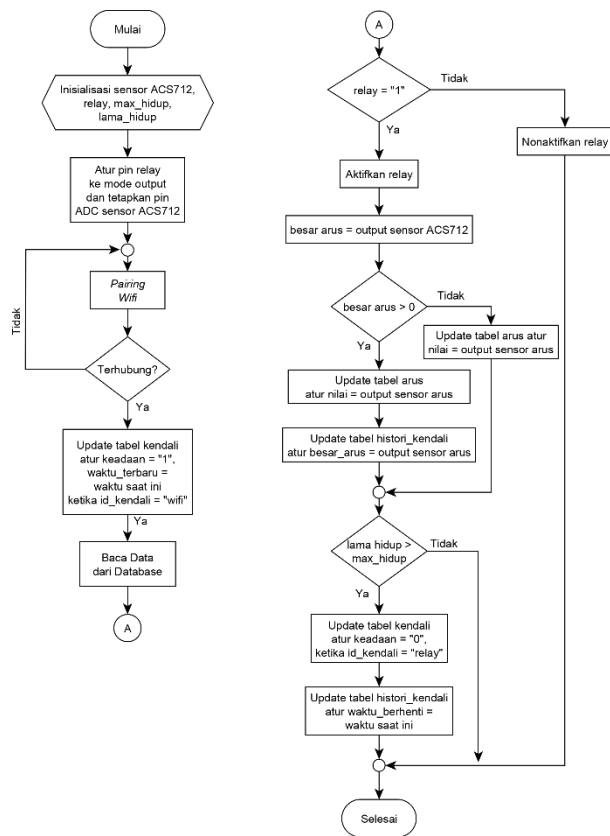 Mulai
Inisialisasi sensor ACS712,
relay, max_hidup,
lama_hidup
Atur pin relay
ke mode output
dan tetapkan pin
ADC sensor ACS712
Pairing
Wifi
Tidak
Terhubung?
Ya
Update tabel kendali
atur keadaan = "1",
waktu_terbaru =
waktu saat ini
ketika id_kendali = "wifi"
Ya
Baca Data
dari Database
A
A
relay = "1"
Tidak
Ya
Nonaktifkan relay
Aktifkan relay
besar arus = output sensor ACS712
besar arus > 0
Tidak
Ya
Update tabel arus atur
nilai = output sensor arus
Update tabel arus
atur nilai = output sensor arus
Update tabel histori_kendali
atur besar_arus = output sensor arus
lama hidup >
max_hidup
Tidak
Ya
Update tabel kendali
atur keadaan = "0",
ketika id_kendali = "relay"
Update tabel histori_kendali
atur waktu_berhenti =
waktu saat ini
Selesai